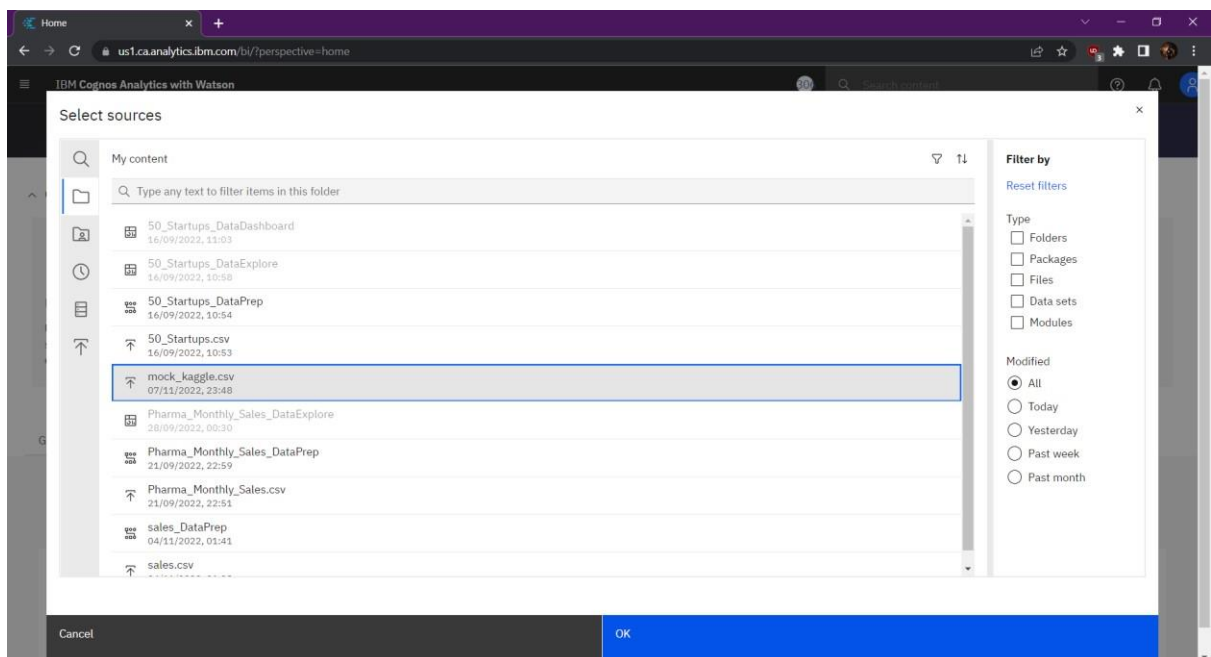 Home
us1.ca.analytics.ibm.com/bi/?perspective=home
IBM Cognos Analytics with Watson
Search content
Select sources
My content
Type any text to filter items in this folder
50_Startups_DataDashboard
16/09/2022, 11:03
50_Startups_DataExplore
16/09/2022, 10:58
50_Startups_DataPrep
16/09/2022, 10:54
50_Startups.csv
16/09/2022, 10:53
mock_kaggle.csv
07/11/2022, 23:48
Pharma_Monthly_Sales_DataExplore
28/09/2022, 00:30
Pharma_Monthly_Sales_DataPrep
21/09/2022, 22:59
Pharma_Monthly_Sales.csv
21/09/2022, 22:51
sales_DataPrep
04/11/2022, 01:41
sales.csv
Filter by
Reset filters
Type
Folders
Packages
Files
Data sets
Modules
Modified
All
Today
Yesterday
Past week
Past month
Cancel
OK